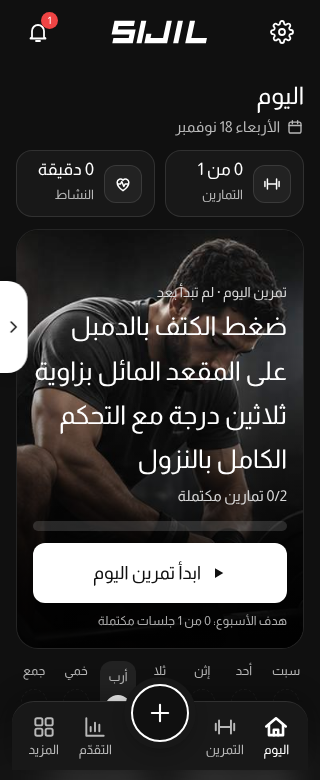 1
SIJIL
اليوم
الأربعاء 18 نوفمبر
0 من 1
التمارين
0 دقيقة
النشاط
تمرين اليوم · لم تبدأ بعد
ضغط الكتف بالدمبل
على المقعد المائل بزاوية
ثلاثين درجة مع التحكم
الكامل بالنزول
0/2 تمارين مكتملة
ابدأ تمرين اليوم
هدف الأسبوع: 0 من 1 جلسات مكتملة
سبت أحد إثن ثلا أرب خمي جمع
اليوم
التمرين
التقدّم
المزيد